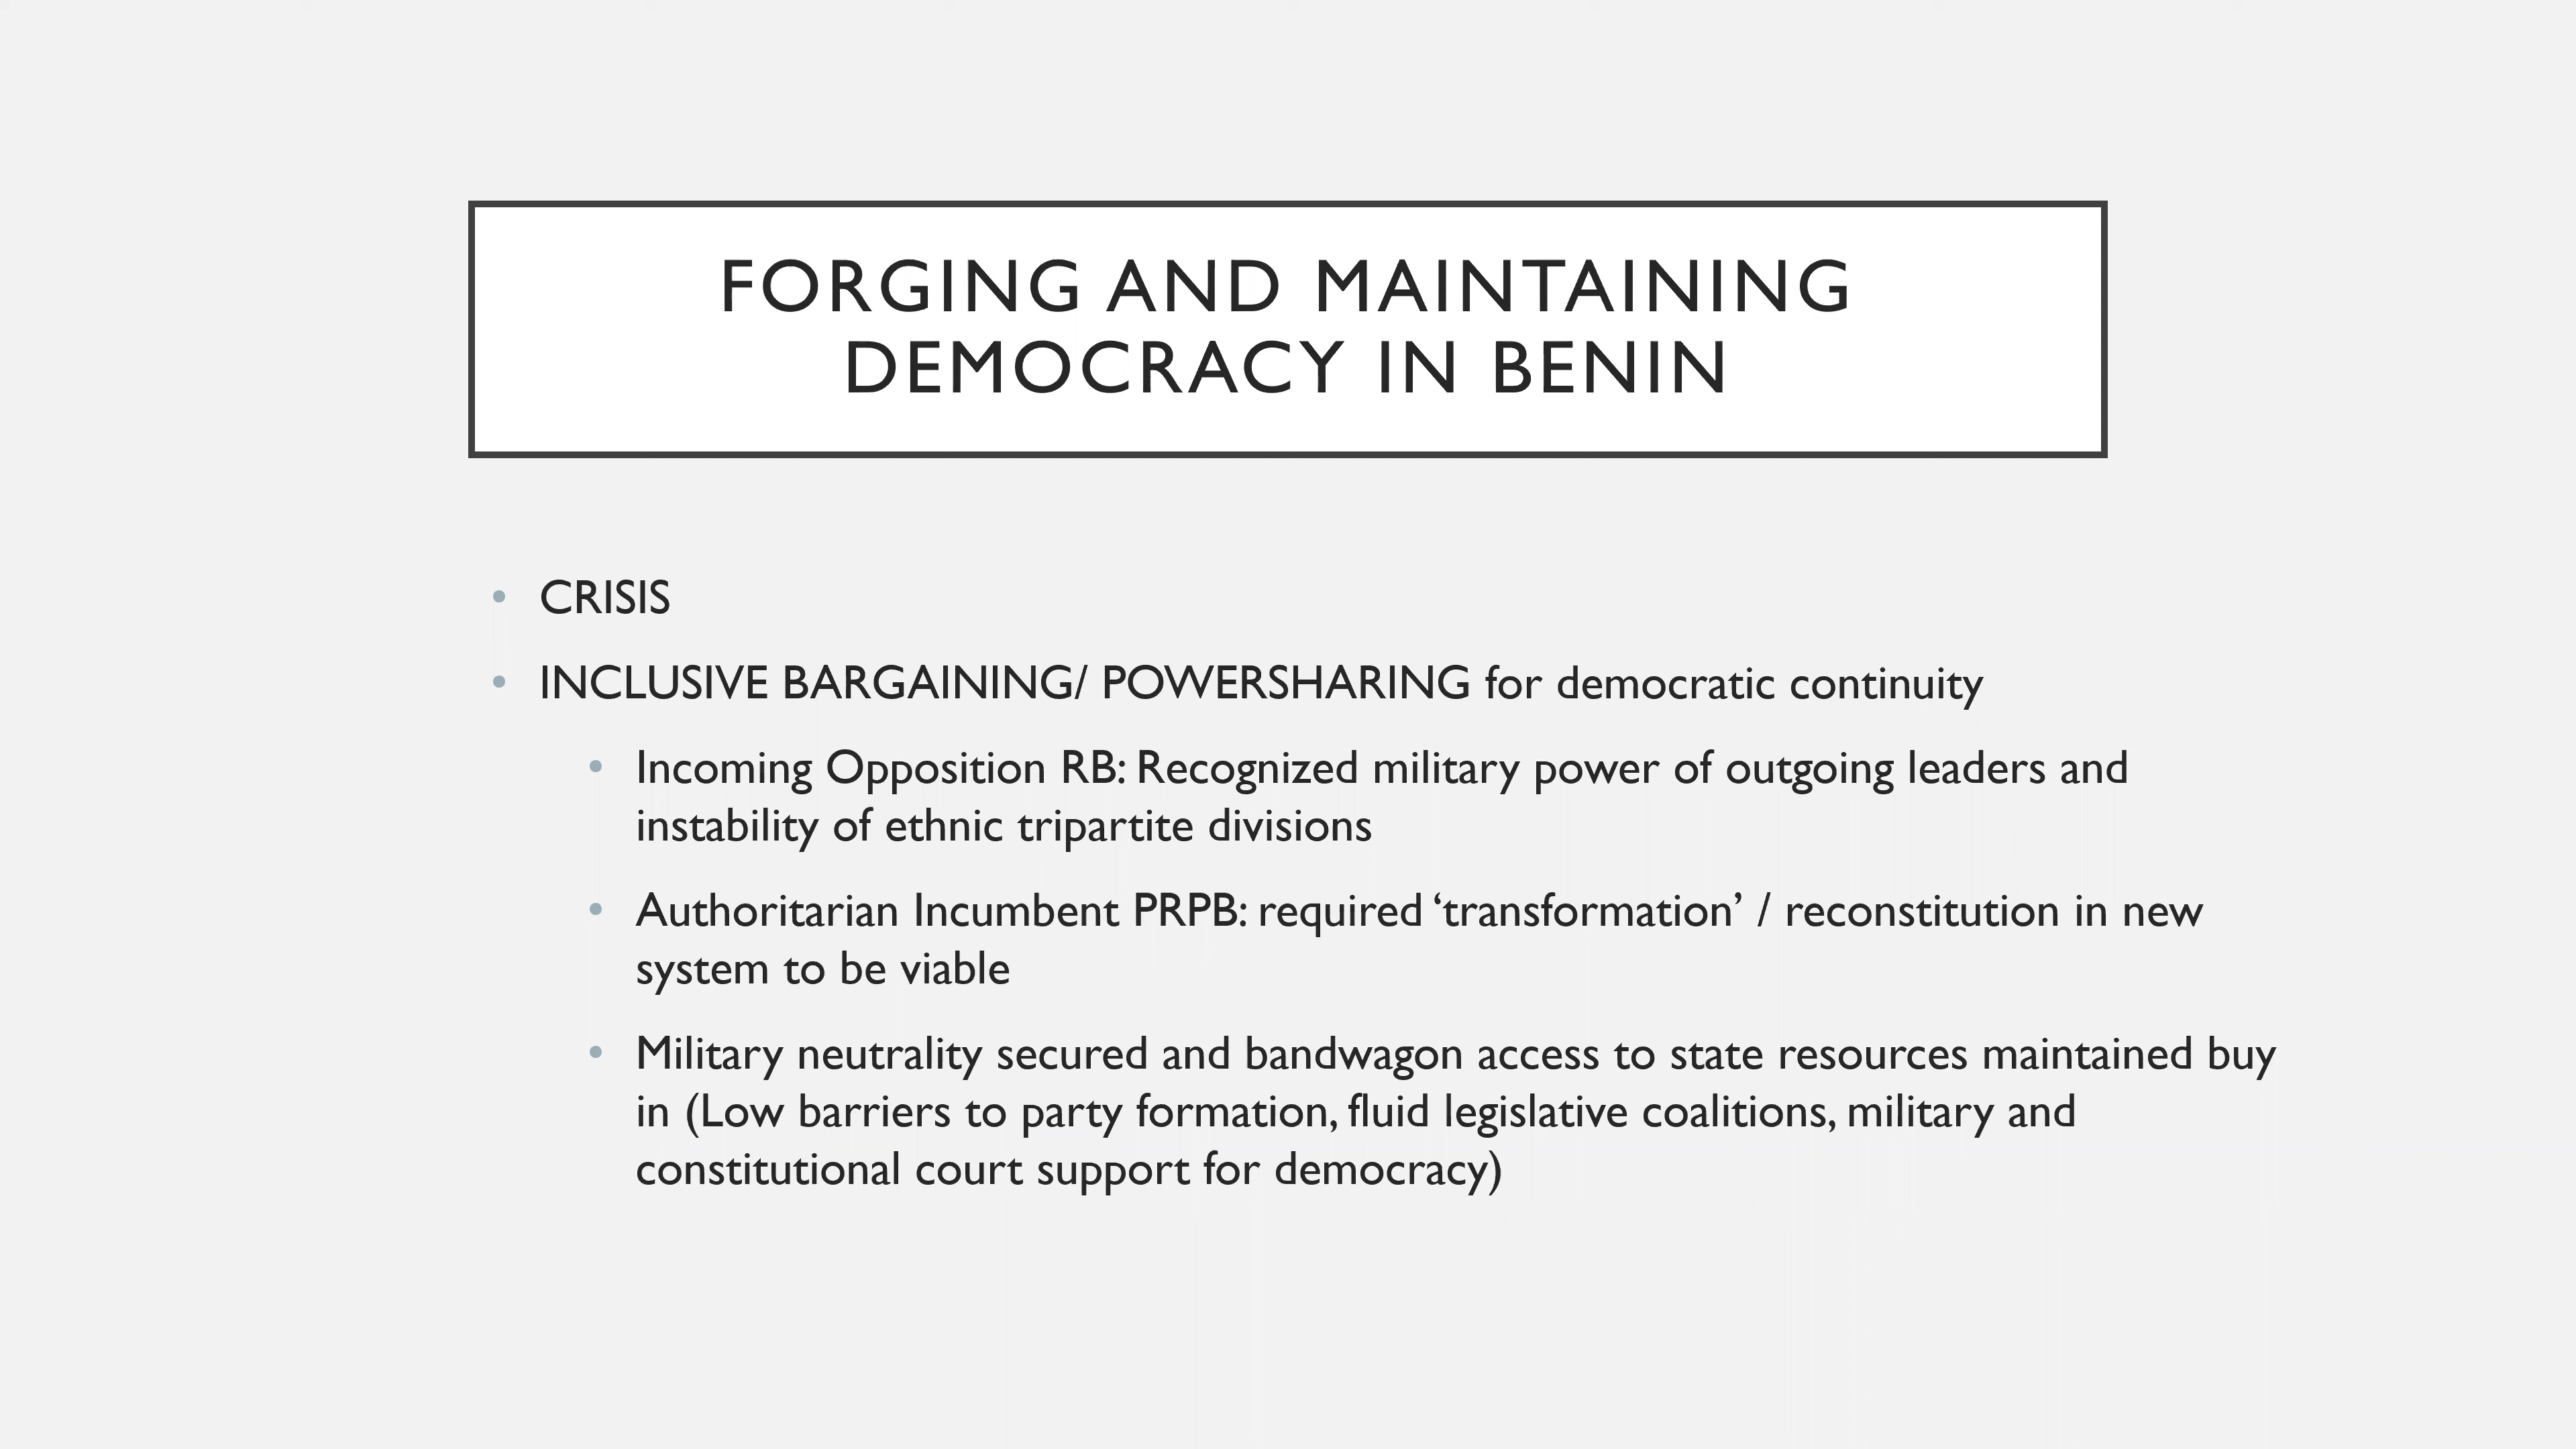 FORGING AND MAINTAINING
DEMOCRACY IN BENIN
• CRISIS
• INCLUSIVE BARGAINING/ POWERSHARING for democratic continuity
• Incoming Opposition RB: Recognized military power of outgoing leaders and
instability of ethnic tripartite divisions
• Authoritarian Incumbent PRPB: required ‘transformation’ / reconstitution in new
system to be viable
• Military neutrality secured and bandwagon access to state resources maintained buy
in (Low barriers to party formation, fluid legislative coalitions, military and
constitutional court support for democracy)